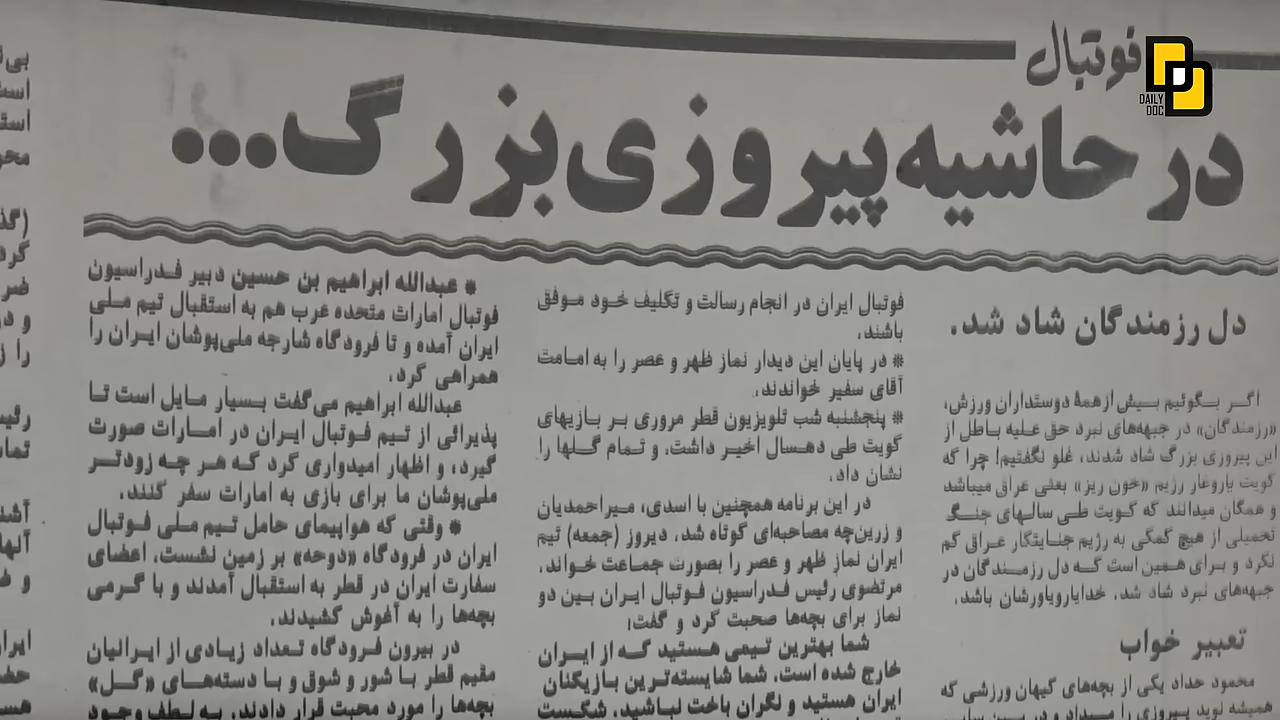 فوتبال
DAILY
DOC
در حاشیه پیروزی بزرگ...
دل رزمندگان شاد شد.
اگر بگوئیم بیش از همهٔ دوستداران ورزش،
«رزمندگان» در جبهه‌های نبرد حق علیه باطل از
این پیروزی بزرگ شاد شدند، غلو نگفتیم! چرا که
کویت یاروغار رژیم «خون ریز» بعثی عراق میباشد
و همگان میدانند که کویت طی سالهای جنگ
تحمیلی از هیچ کمکی به رژیم جنایتکار عراق کم
نکرد و برای همین است که دل رزمندگان در
جبهه‌های نبرد شاد شد. خدایارویاورشان باشد.
تعبیر خواب
محمود حداد یکی از بچه‌های کیهان ورزشی که
همیشه نوید پیروزی را میداد و در بین سایر
فوتبال ایران در انجام رسالت و تکلیف خود موفق
باشند.
* در پایان این دیدار نماز ظهر و عصر را به امامت
آقای سفیر خواندند.
* پنجشنبه شب تلویزیون قطر مروری بر بازیهای
کویت طی دهسال اخیر داشت، و تمام گلها را
نشان داد.
در این برنامه همچنین با اسدی، میراحمدیان
و زرین‌چه مصاحبه‌ای کوتاه شد. دیروز (جمعه) تیم
ایران نماز ظهر و عصر را بصورت جماعت خواند.
مرتضوی رئیس فدراسیون فوتبال ایران بین دو
نماز برای بچه‌ها صحبت کرد و گفت:
شما بهترین تیمی هستید که از ایران
خارج شده است. شما شایسته‌ترین بازیکنان
ایران هستید و نگران باخت نباشید. شکست
* عبدالله ابراهیم بن حسین دبیر فدراسیون
فوتبال امارات متحده عرب هم به استقبال تیم ملی
ایران آمده و تا فرودگاه شارجه ملی‌پوشان ایران را
همراهی کرد.
عبدالله ابراهیم می‌گفت بسیار مایل است تا
پذیرائی از تیم فوتبال ایران در امارات صورت
گیرد، و اظهار امیدواری کرد که هر چه زودتر
ملی‌پوشان ما برای بازی به امارات سفر کنند.
* وقتی که هواپیمای حامل تیم ملی فوتبال
ایران در فرودگاه «دوحه» بر زمین نشست، اعضای
سفارت ایران در قطر به استقبال آمدند و با گرمی
بچه‌ها را به آغوش کشیدند.
در بیرون فرودگاه تعداد زیادی از ایرانیان
مقیم قطر با شور و شوق و با دسته‌های «گل»
بچه‌ها را مورد محبت قرار دادند. به لطف وجود